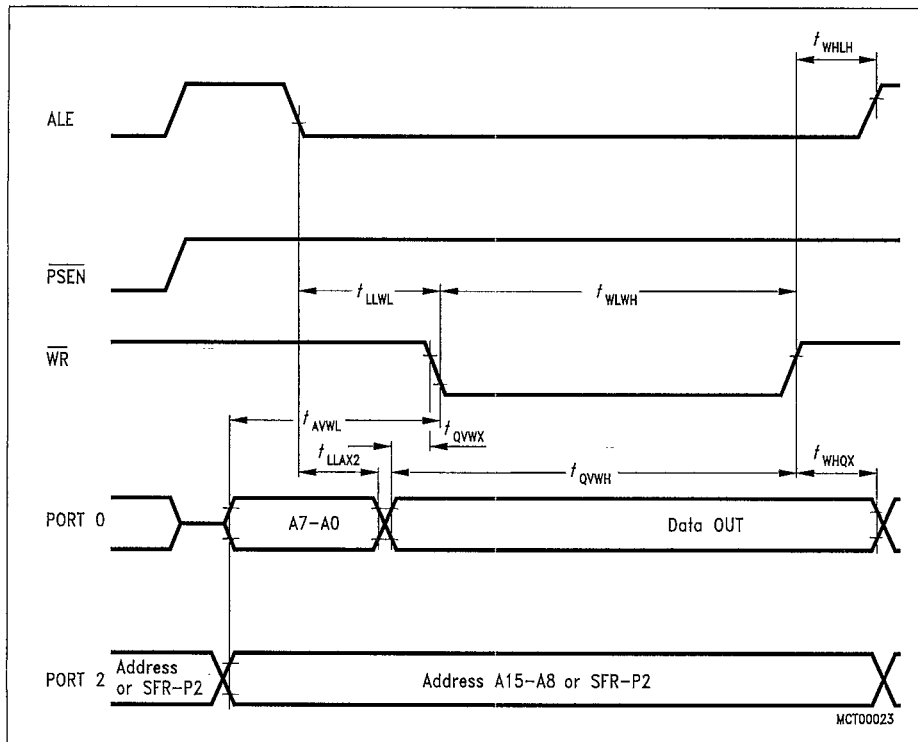 t WHLH
ALE
PSEN
t LLWL
t WLWH
WR
t AVWL
t QVWX
t LLAX2
t QVWH
t WHQX
PORT 0
A7-A0
Data OUT
PORT 2
Address
or SFR-P2
Address A15-A8 or SFR-P2
MCT00023